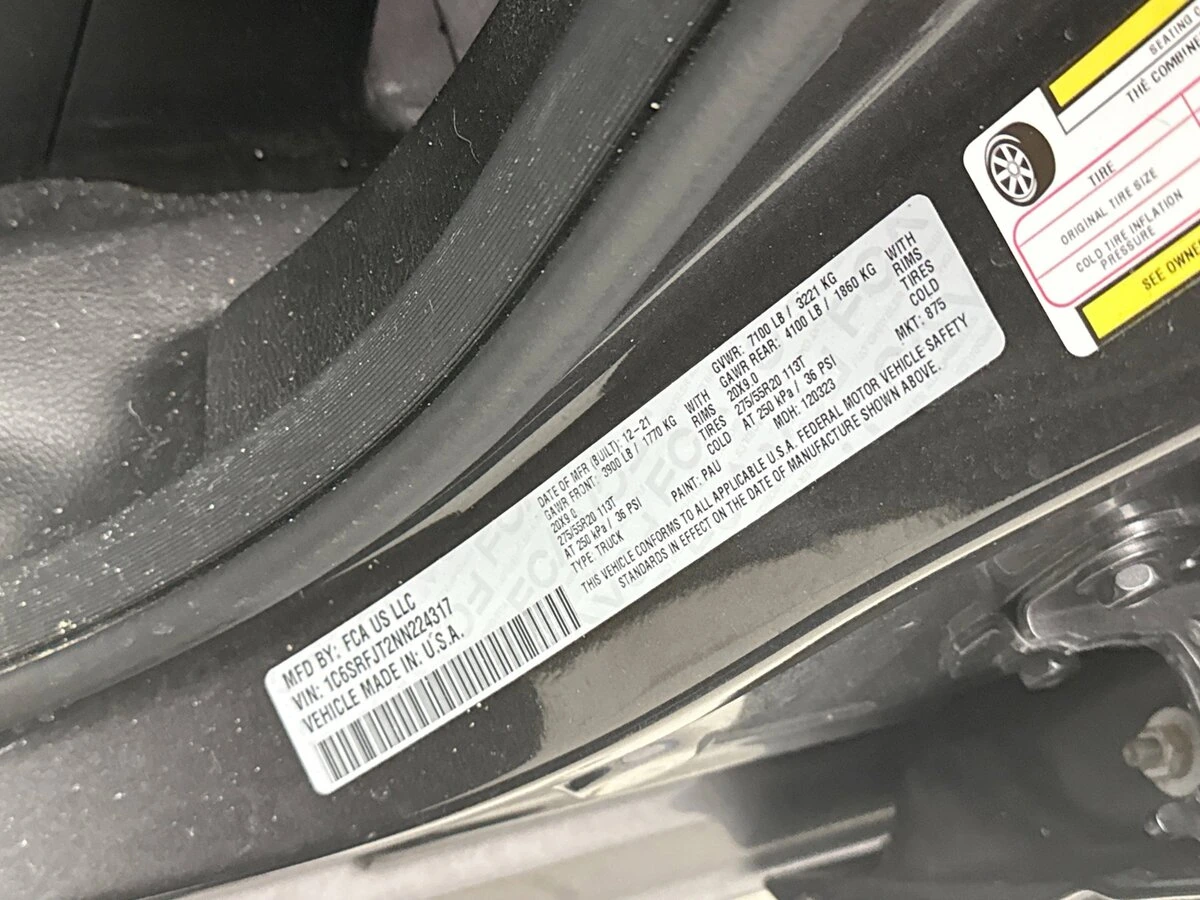 MFD BY: FCA US LLC
VIN: 1C6SRFJT2NN224317
VEHICLE MADE IN: U.S.A.
DATE OF MFR (BUILT): 12-21 GVWR: 7100 LB / 3221 KG
GAWR FRONT: 3900 LB / 1770 KG WITH GAWR REAR: 4100 LB / 1860 KG WITH
20X9.0 RIMS 20X9.0 RIMS
275/55R20 113T TIRES 275/55R20 113T TIRES
AT 250 kPa / 36 PSI COLD AT 250 kPa / 36 PSI COLD
TYPE: TRUCK PAINT: PAU MDH: 120323 MKT: 875
THIS VEHICLE CONFORMS TO ALL APPLICABLE U.S.A. FEDERAL MOTOR VEHICLE SAFETY
STANDARDS IN EFFECT ON THE DATE OF MANUFACTURE SHOWN ABOVE.
SEATING
THE COMBINE
TIRE
ORIGINAL TIRE SIZE
COLD TIRE INFLATION
PRESSURE
SEE OWNE